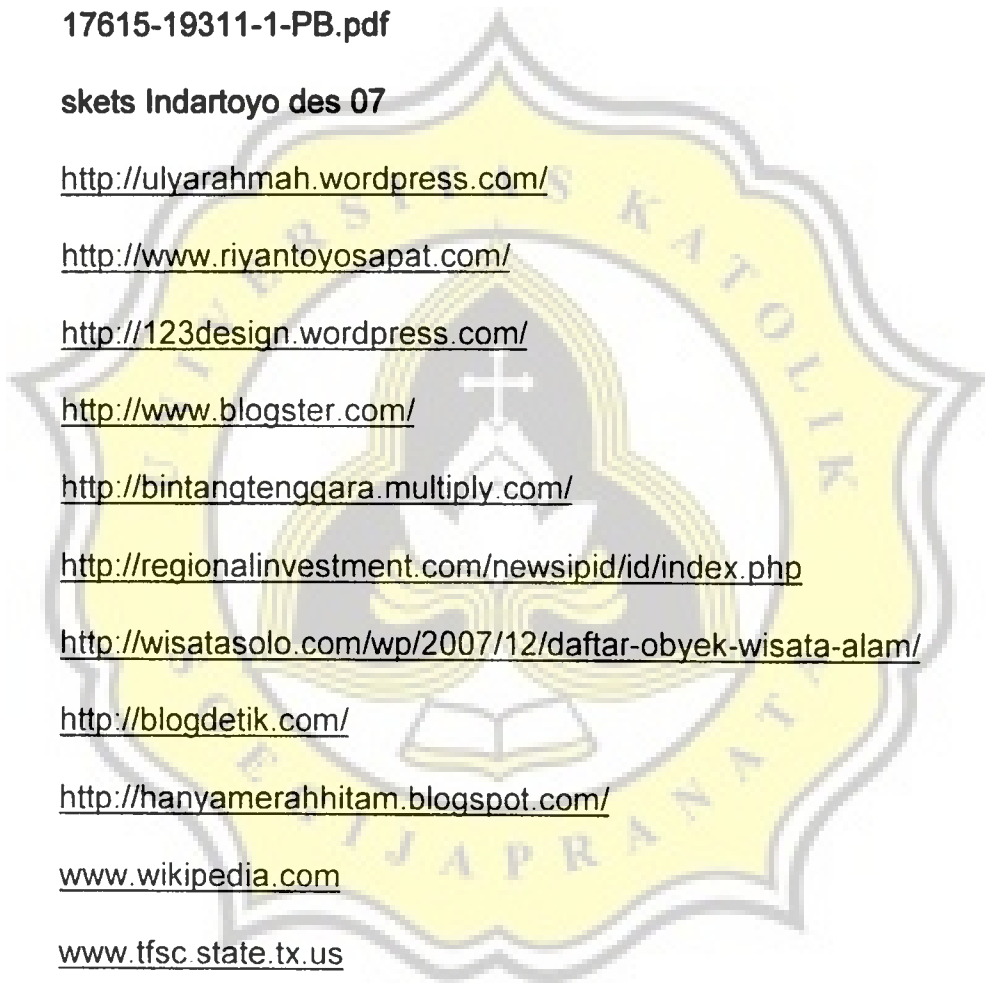 17615-19311-1-PB.pdf
skets Indartoyo des 07
http://ulyarahmah.wordpress.com/
http://www.riyantoyosapat.com/
http://123design.wordpress.com/
http://www.blogster.com/
http://bintangtenggara.multiply.com/
http://regionalinvestment.com/newsipid/id/index.php
http://wisatasolo.com/wp/2007/12/daftar-obyek-wisata-alam/
http://blogdetik.com/
http://hanyamerahhitam.blogspot.com/
www.wikipedia.com
www.tfsc.state.tx.us
UNIVERSITAS KATOLIK
SOEGIJAPRANATA